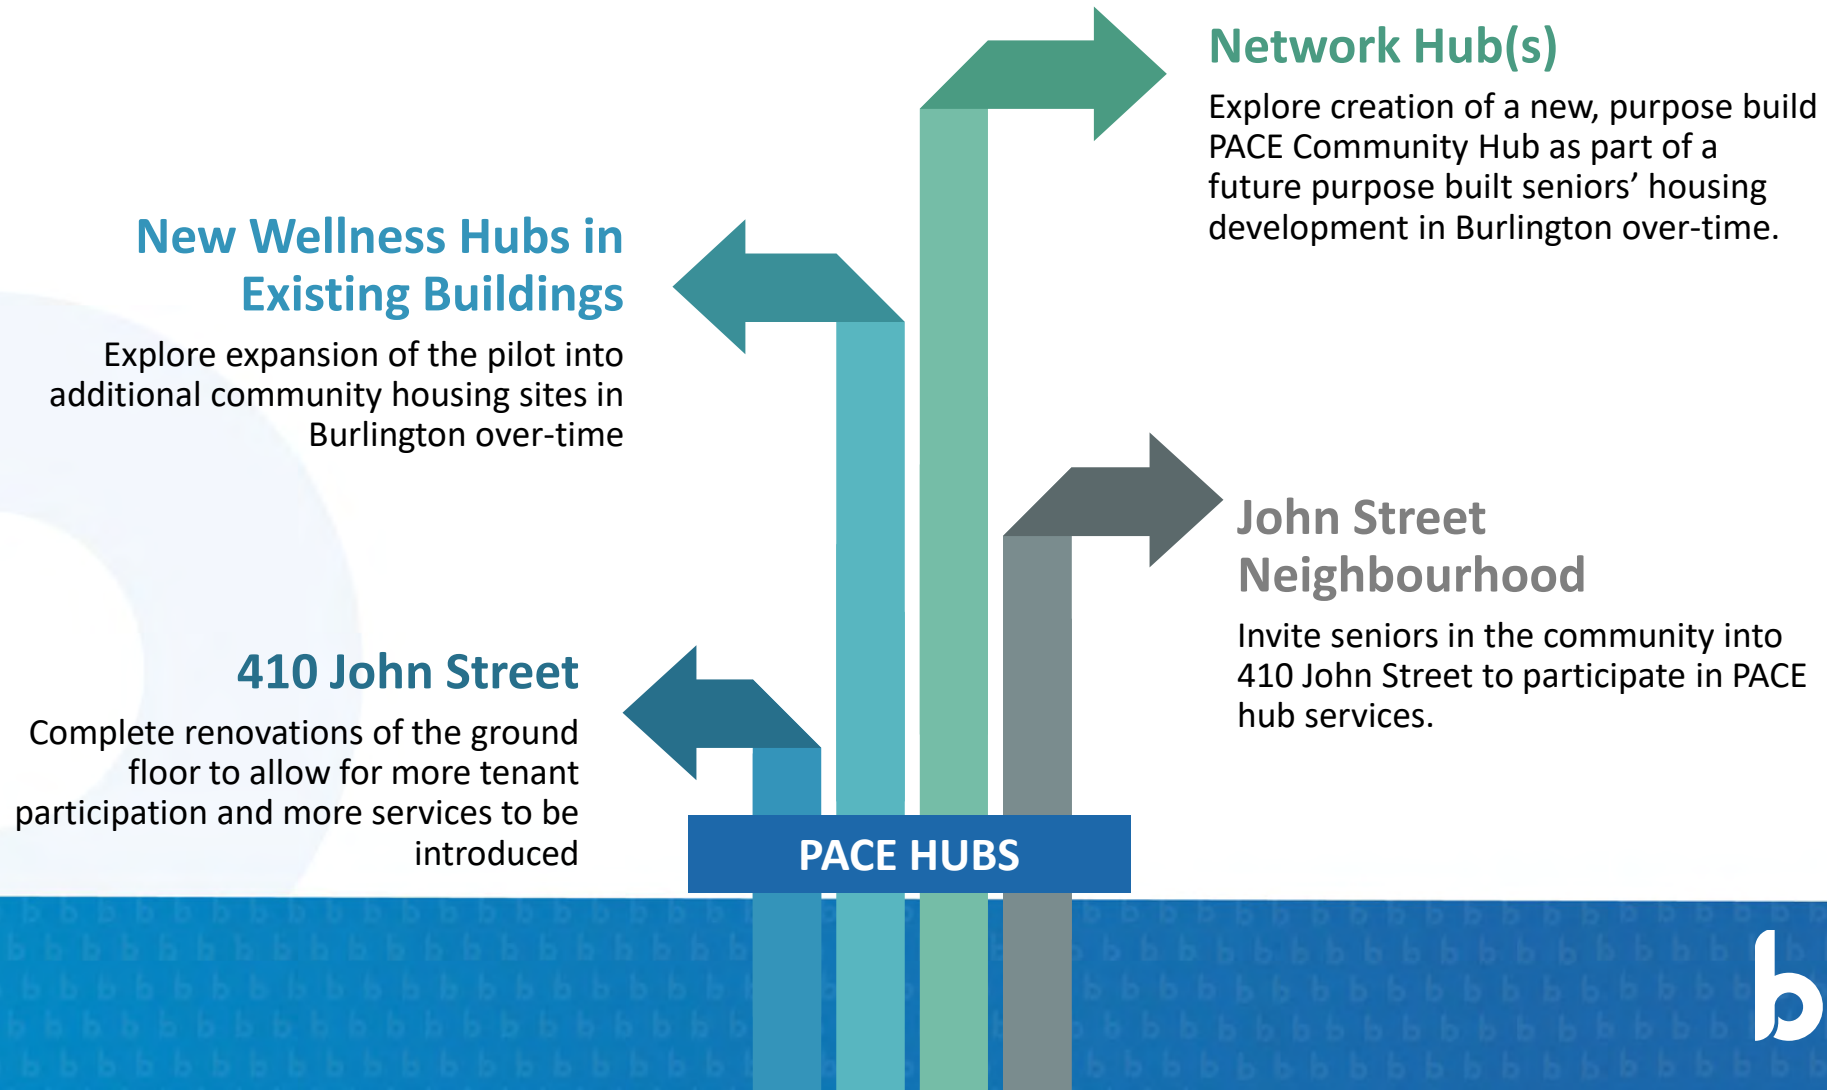 Network Hub(s)
Explore creation of a new, purpose build
PACE Community Hub as part of a
future purpose built seniors’ housing
development in Burlington over-time.
New Wellness Hubs in
Existing Buildings
Explore expansion of the pilot into
additional community housing sites in
Burlington over-time
John Street
Neighbourhood
Invite seniors in the community into
410 John Street to participate in PACE
hub services.
410 John Street
Complete renovations of the ground
floor to allow for more tenant
participation and more services to be
introduced
PACE HUBS
b